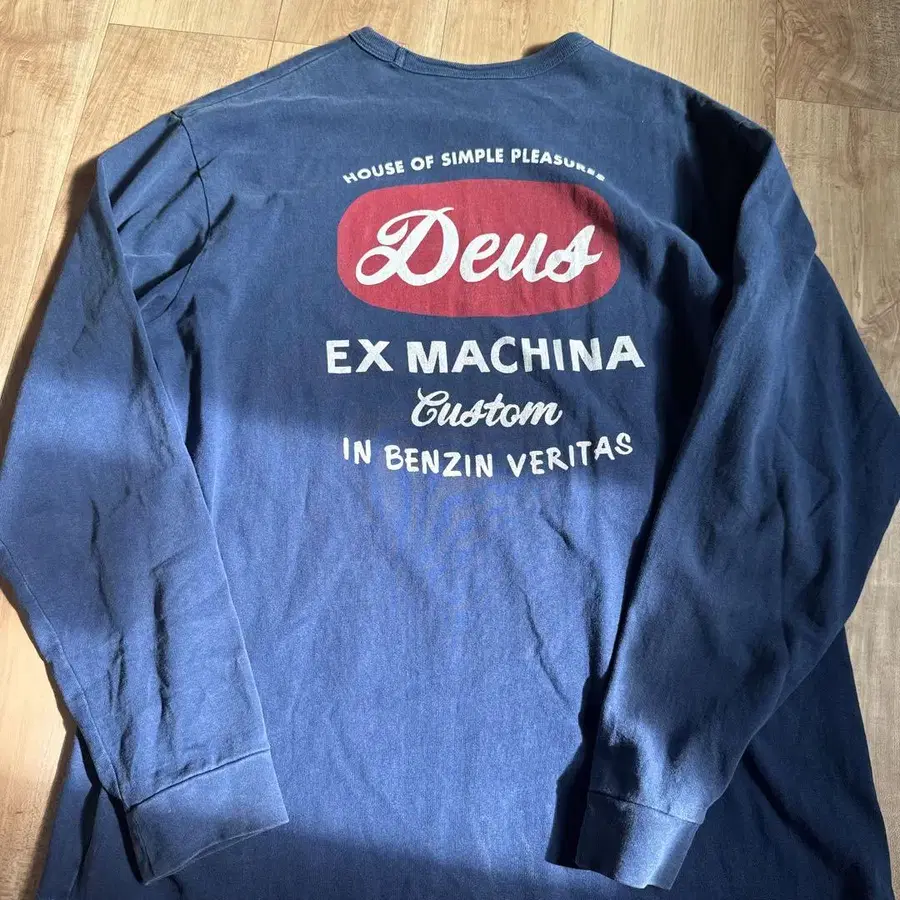 HOUSE OF SIMPLE PLEASURES
Deus
EX MACHINA
Custom
IN BENZIN VERITAS